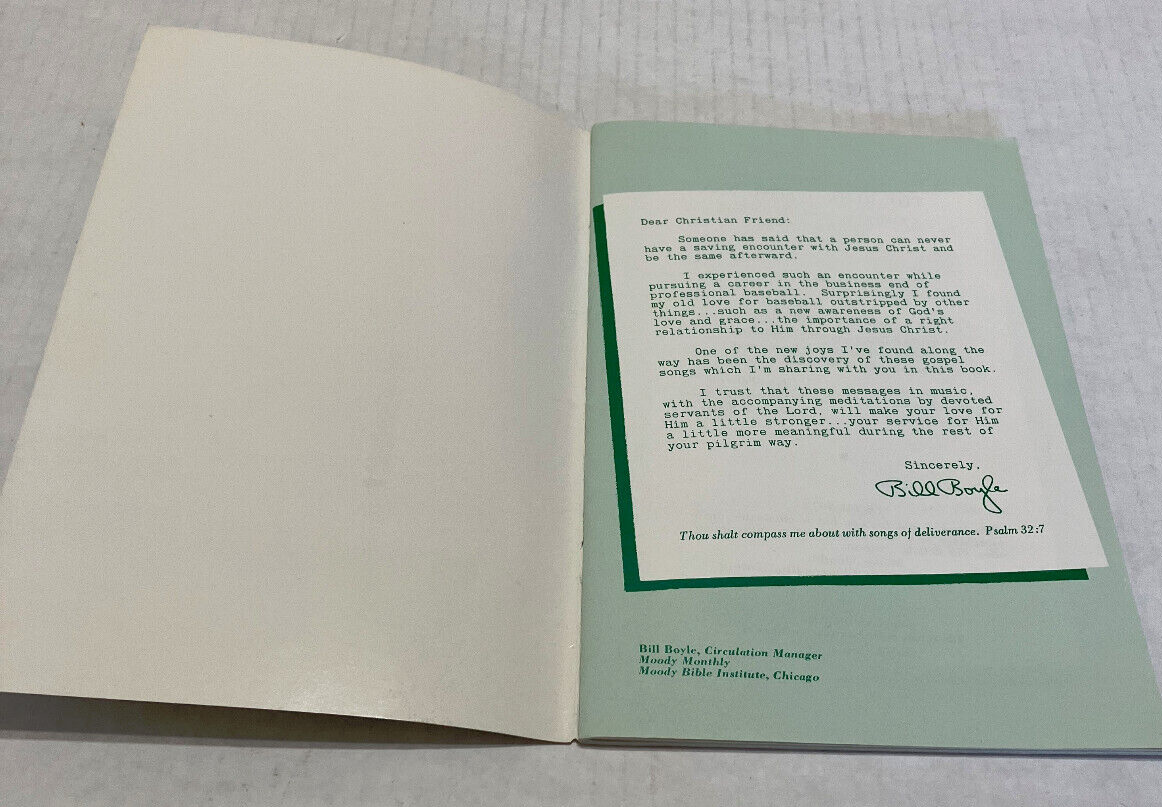 Dear Christian Friend:
Someone has said that a person can never
have a saving encounter with Jesus Christ and
be the same afterward.
I experienced such an encounter while
pursuing a career in the business end of
professional baseball. Surprisingly I found
my old love for baseball outstripped by other
things...such as a new awareness of God's
love and grace...the importance of a right
relationship to Him through Jesus Christ.
One of the new joys I've found along the
way has been the discovery of these gospel
songs which I'm sharing with you in this book.
I trust that these messages in music,
with the accompanying meditations by devoted
servants of the Lord, will make your love for
Him a little stronger...your service for Him
a little more meaningful during the rest of
your pilgrim way.
Sincerely,
Bill Boyle
Thou shalt compass me about with songs of deliverance. Psalm 32:7
Bill Boyle, Circulation Manager
Moody Monthly
Moody Bible Institute, Chicago